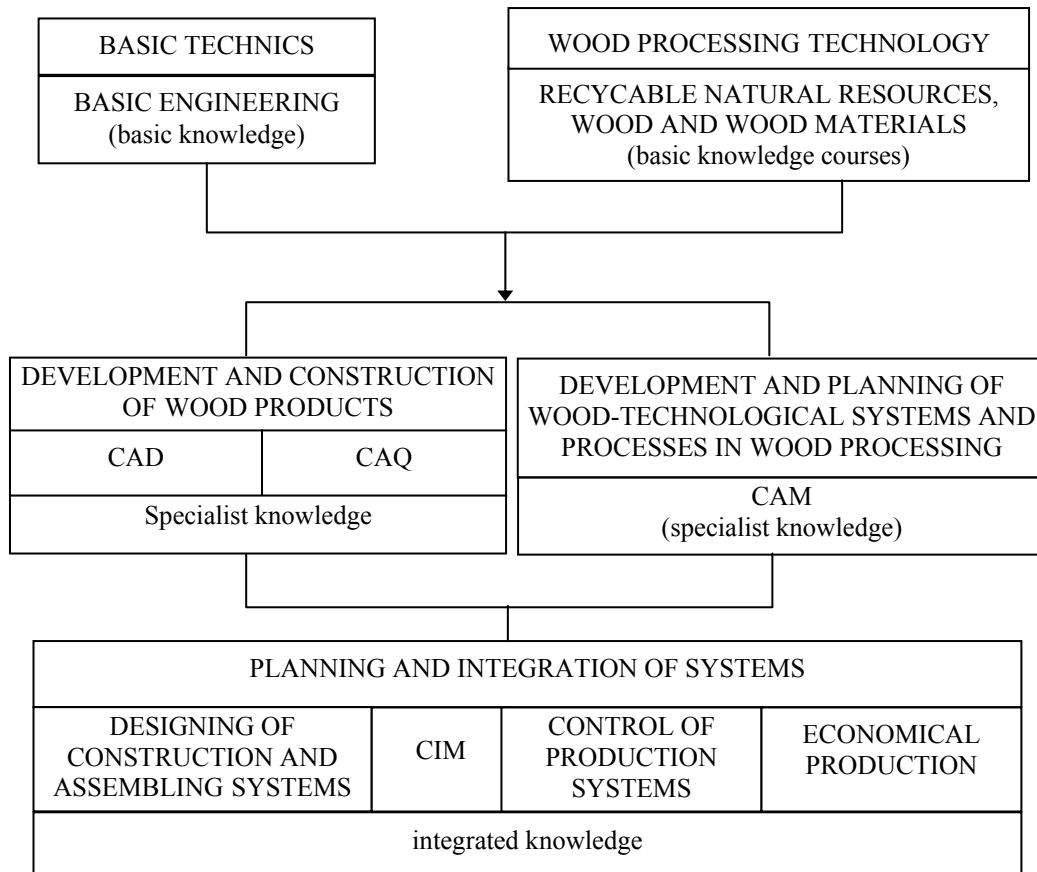 BASIC TECHNICS
BASIC ENGINEERING
(basic knowledge)
WOOD PROCESSING TECHNOLOGY
RECYCABLE NATURAL RESOURCES,
WOOD AND WOOD MATERIALS
(basic knowledge courses)
DEVELOPMENT AND CONSTRUCTION
OF WOOD PRODUCTS
CAD
CAQ
Specialist knowledge
DEVELOPMENT AND PLANNING OF
WOOD-TECHNOLOGICAL SYSTEMS AND
PROCESSES IN WOOD PROCESSING
CAM
(specialist knowledge)
PLANNING AND INTEGRATION OF SYSTEMS
DESIGNING OF
CONSTRUCTION AND
ASSEMBLING SYSTEMS
CIM
CONTROL OF
PRODUCTION
SYSTEMS
ECONOMICAL
PRODUCTION
integrated knowledge